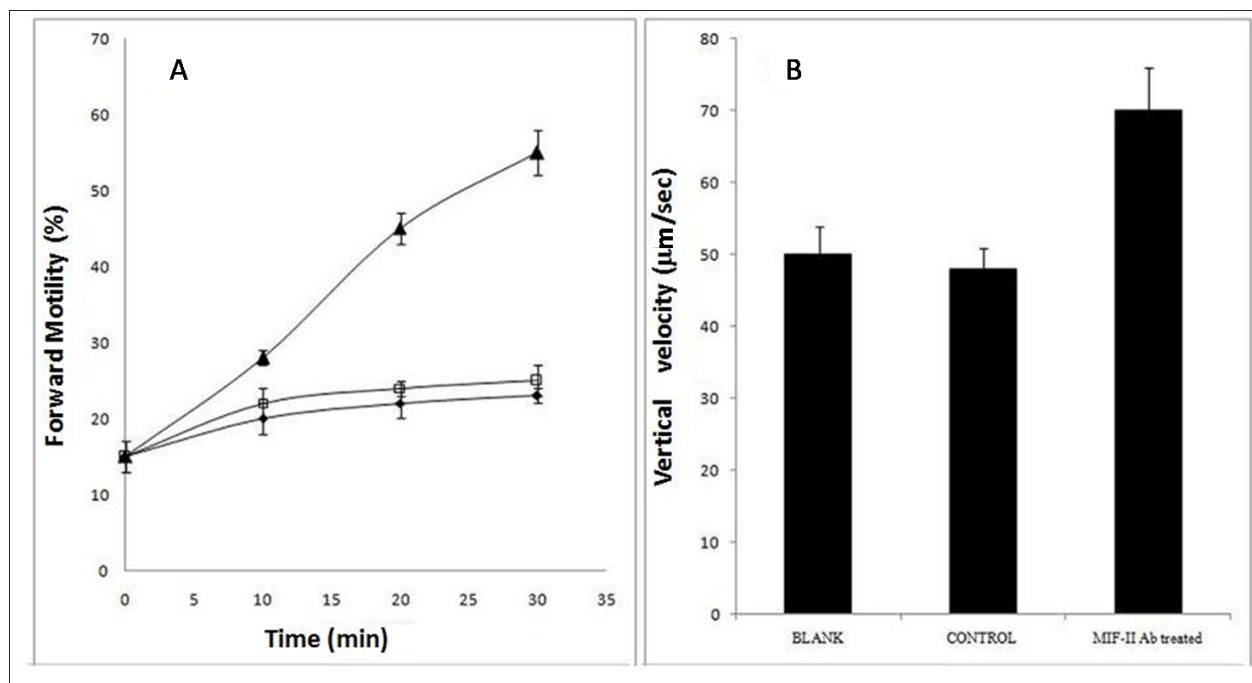 A
70
60
50
40
30
20
10
0
0 5 10 15 20 25 30 35
Forward Motility (%)
Time (min)
B
80
70
60
50
40
30
20
10
0
Vertical velocity (μm/sec)
BLANK CONTROL MIF-II Ab treated